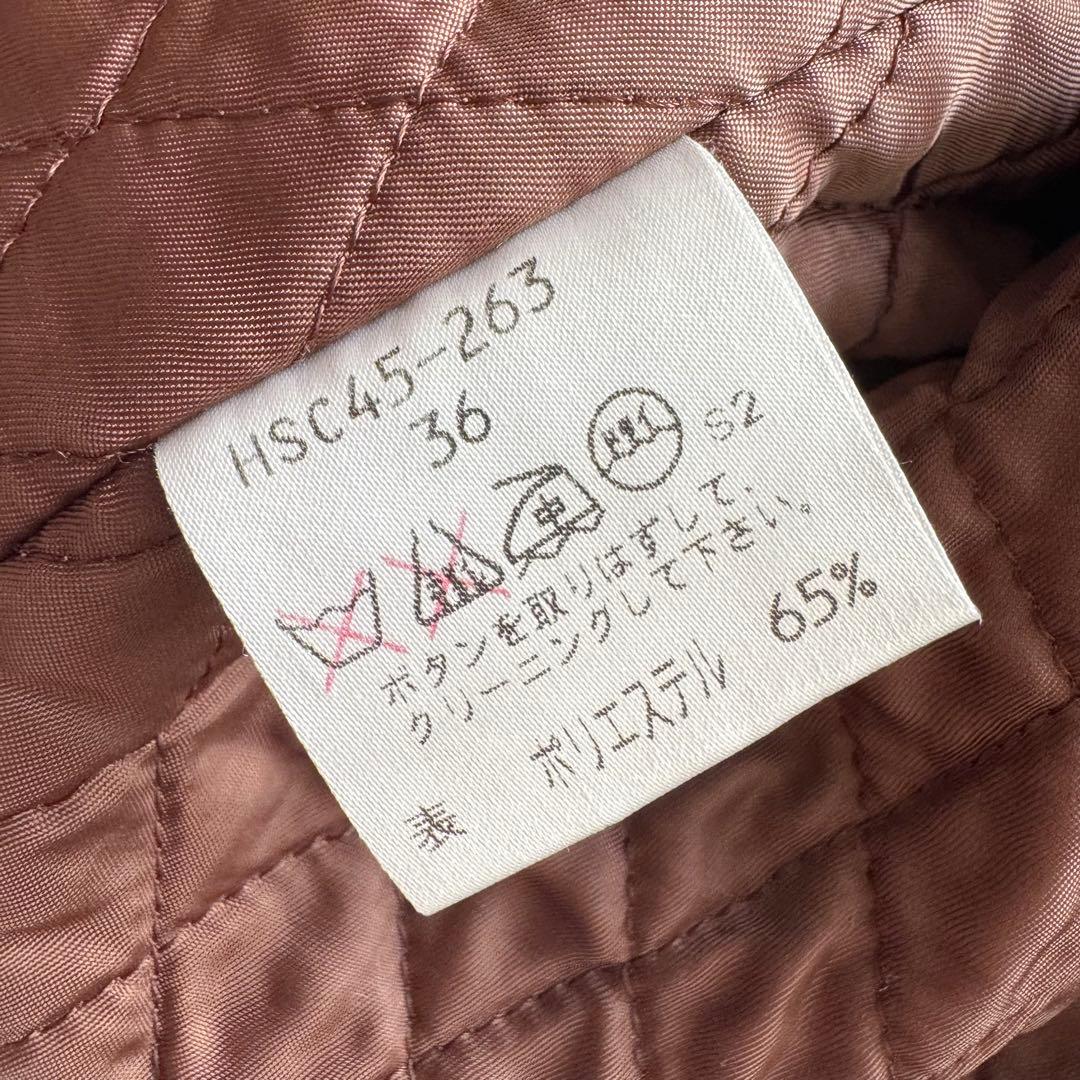 HSC45-263
36
中 ドライ S2
ボタンを取りはずして、
クリーニングして下さい。
表 ポリエステル 65%